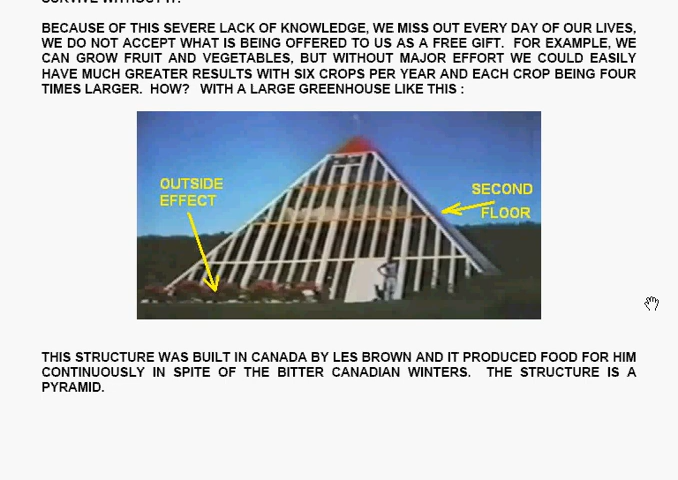 BECAUSE OF THIS SEVERE LACK OF KNOWLEDGE, WE MISS OUT EVERY DAY OF OUR LIVES,
WE DO NOT ACCEPT WHAT IS BEING OFFERED TO US AS A FREE GIFT. FOR EXAMPLE, WE
CAN GROW FRUIT AND VEGETABLES, BUT WITHOUT MAJOR EFFORT WE COULD EASILY
HAVE MUCH GREATER RESULTS WITH SIX CROPS PER YEAR AND EACH CROP BEING FOUR
TIMES LARGER. HOW? WITH A LARGE GREENHOUSE LIKE THIS :
OUTSIDE
EFFECT
SECOND
FLOOR
THIS STRUCTURE WAS BUILT IN CANADA BY LES BROWN AND IT PRODUCED FOOD FOR HIM
CONTINUOUSLY IN SPITE OF THE BITTER CANADIAN WINTERS. THE STRUCTURE IS A
PYRAMID.